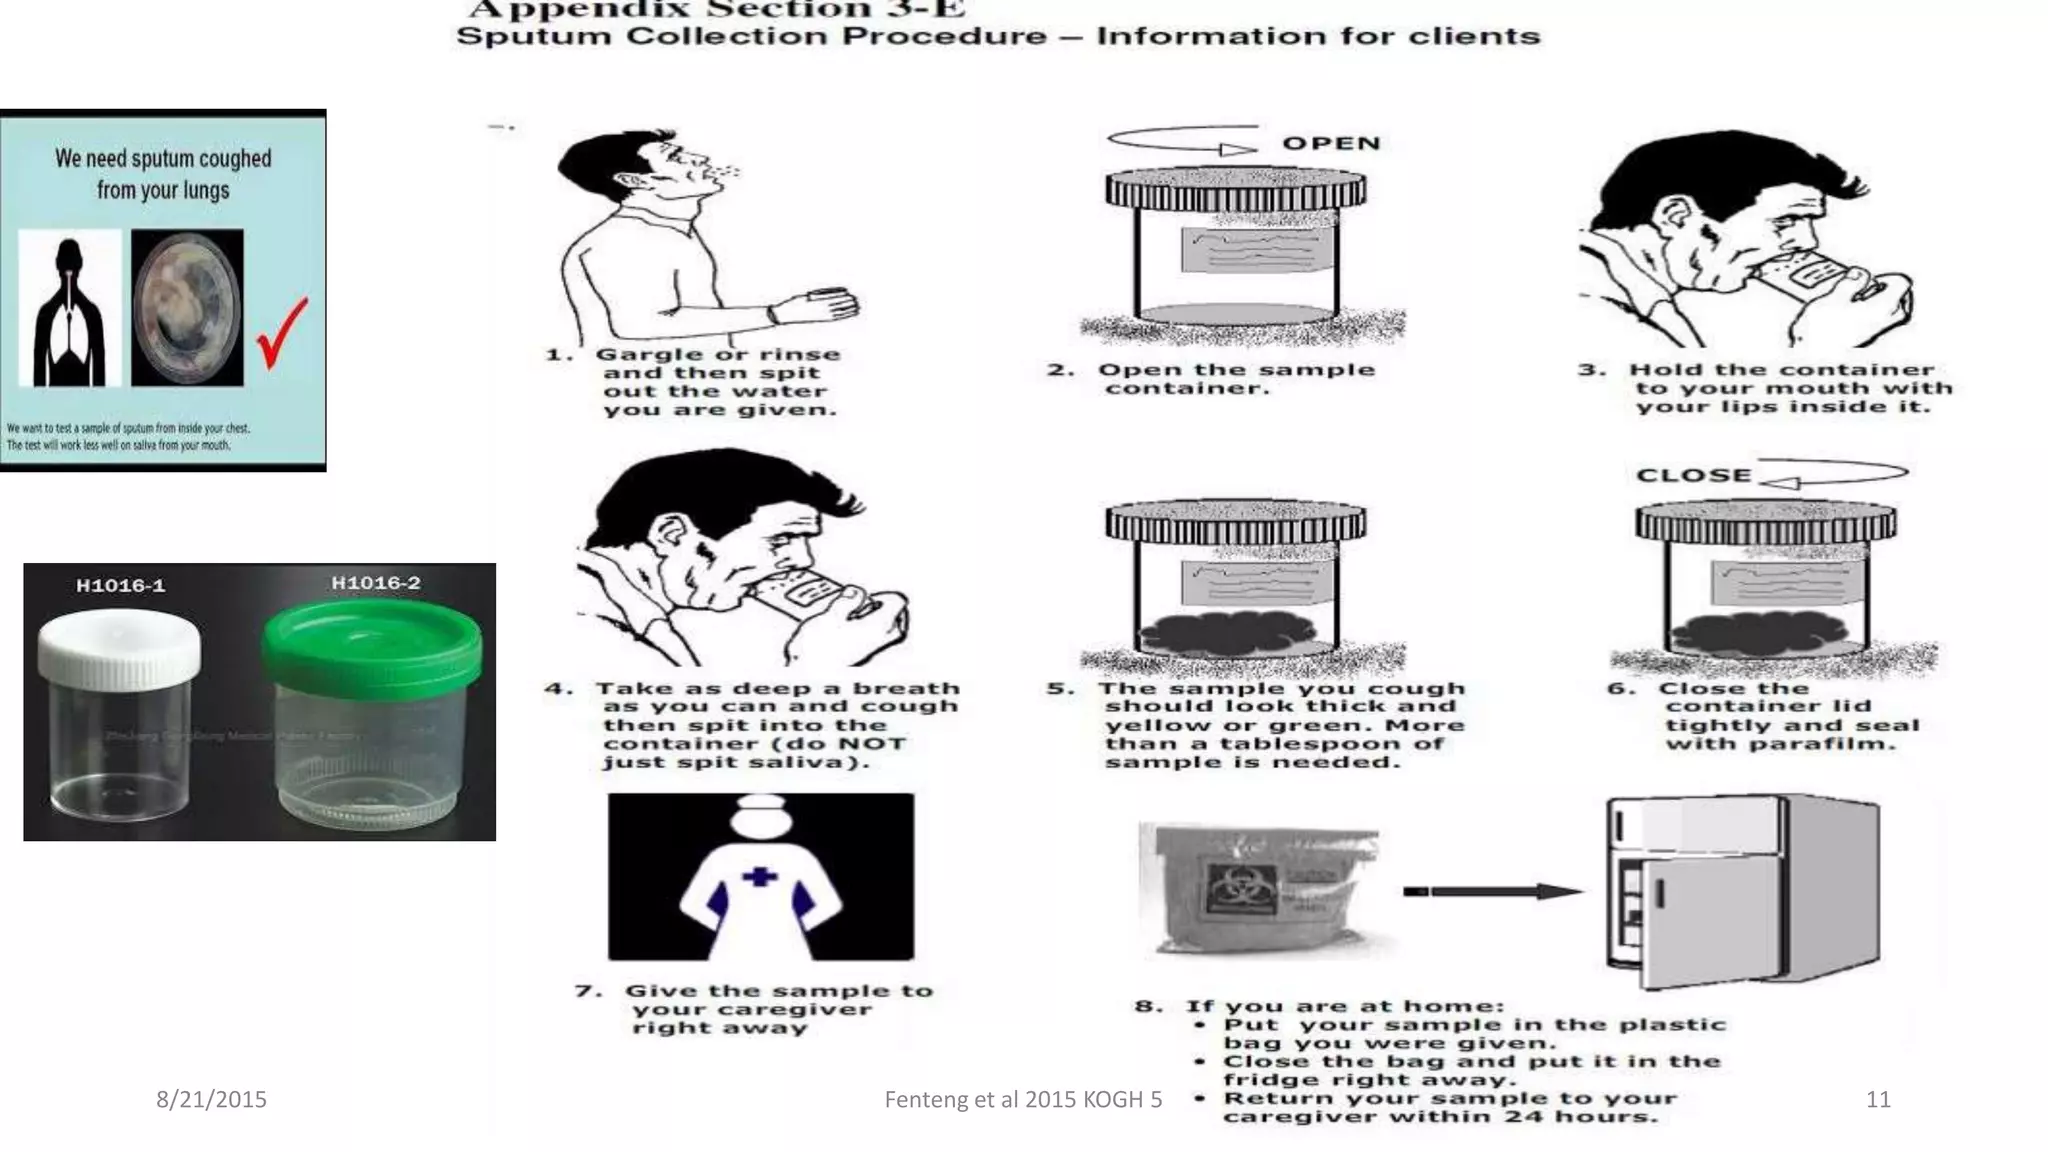 Appendix Section 3-E
Sputum Collection Procedure – Information for clients
We need sputum coughed
from your lungs
We want to test a sample of sputum from inside your chest.
The test will work less well on saliva from your mouth.
H1016-1
H1016-2
1. Gargle or rinse
and then spit
out the water
you are given.
OPEN
2. Open the sample
container.
3. Hold the container
to your mouth with
your lips inside it.
4. Take as deep a breath
as you can and cough
then spit into the
container (do NOT
just spit saliva).
5. The sample you cough
should look thick and
yellow or green. More
than a tablespoon of
sample is needed.
CLOSE
6. Close the
container lid
tightly and seal
with parafilm.
7. Give the sample to
your caregiver
right away
8. If you are at home:
• Put your sample in the plastic
bag you were given.
• Close the bag and put it in the
fridge right away.
• Return your sample to your
caregiver within 24 hours.
8/21/2015
Fenteng et al 2015 KOGH 5
11